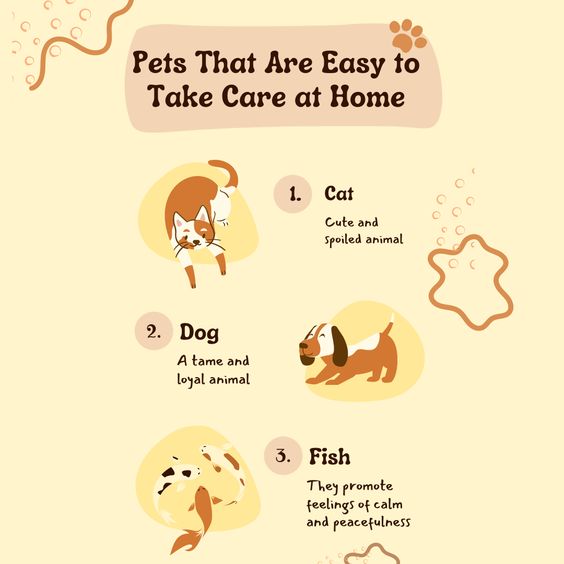 Pets That Are Easy to
Take Care at Home
1. Cat
Cute and
spoiled animal
2. Dog
A tame and
loyal animal
3. Fish
They promote
feelings of calm
and peacefulness